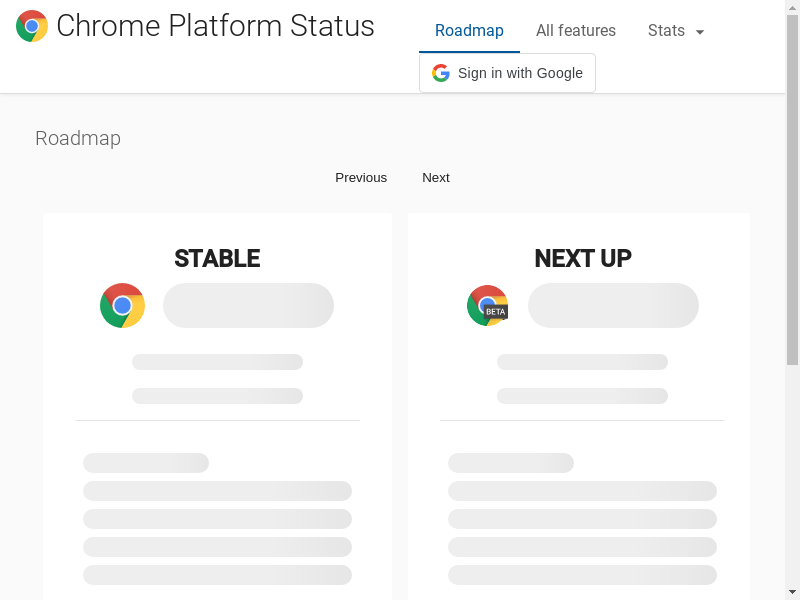 Chrome Platform Status
Roadmap All features Stats
Sign in with Google
Roadmap
Previous Next
STABLE NEXT UP
BETA